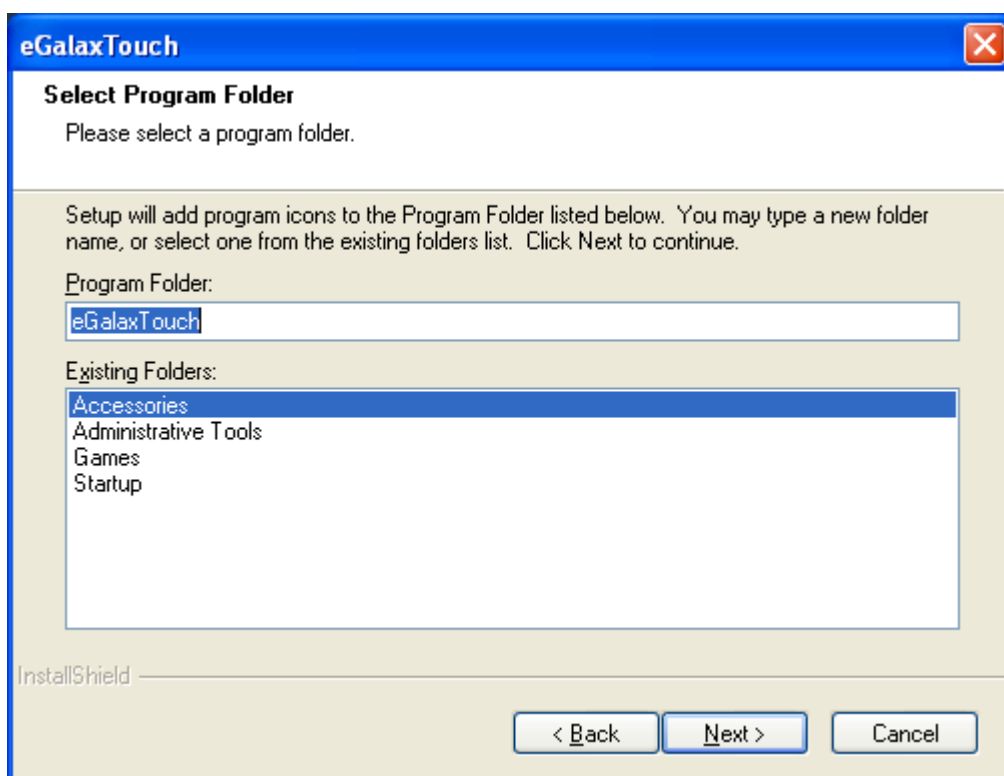 eGalaxTouch
Select Program Folder
Please select a program folder.
Setup will add program icons to the Program Folder listed below. You may type a new folder
name, or select one from the existing folders list. Click Next to continue.
Program Folder:
eGalaxTouch
Existing Folders:
Accessories
Administrative Tools
Games
Startup
InstallShield
< Back Next > Cancel